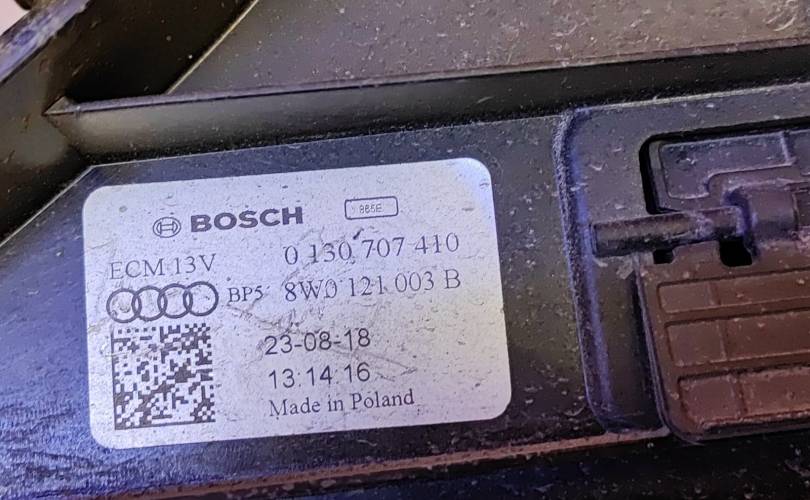 BOSCH
865E
ECM 13V 0 130 707 410
BP5 8W0 121 003 B
23-08-18
13:14:16
Made in Poland